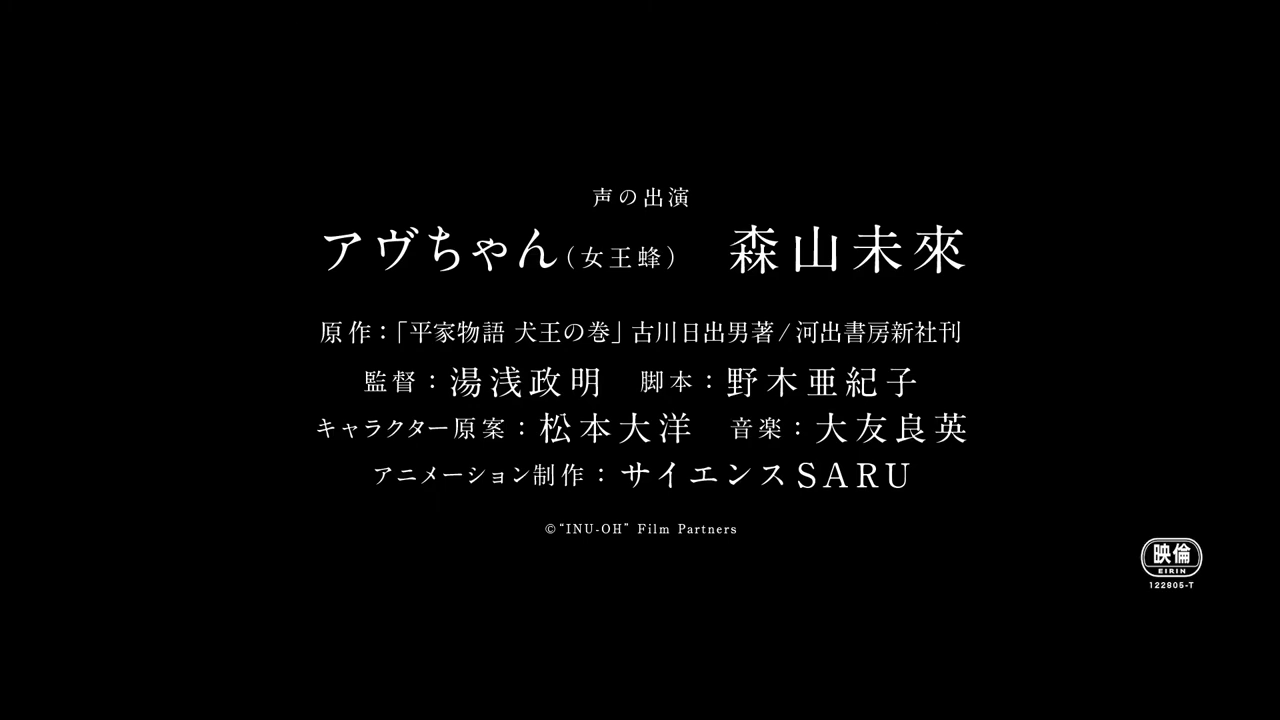 声の出演
アヴちゃん（女王蜂）　森山未來
原作：「平家物語 犬王の巻」古川日出男著/河出書房新社刊
監督：湯浅政明　脚本：野木亜紀子
キャラクター原案：松本大洋　音楽：大友良英
アニメーション制作：サイエンスSARU
©“INU-OH” Film Partners
映倫
EIRIN
122805-T